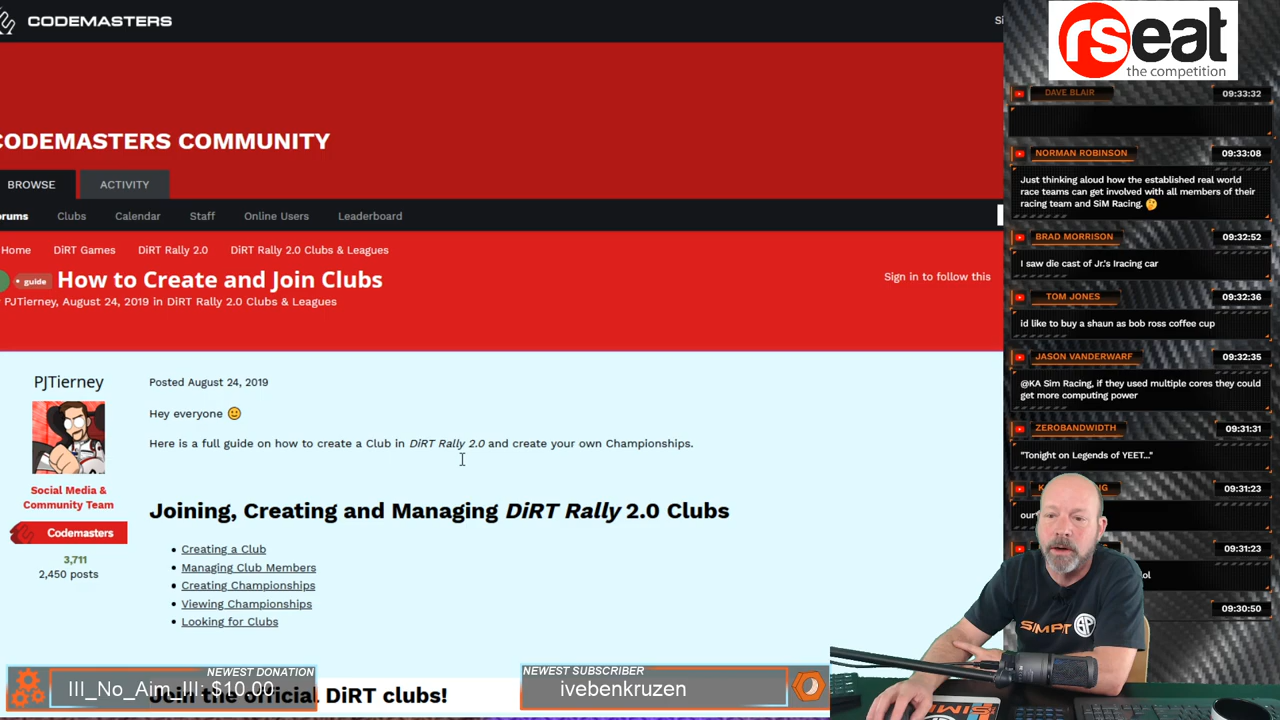 CODEMASTERS
CODEMASTERS COMMUNITY
BROWSE
ACTIVITY
Clubs
Calendar
Staff
Online Users
Leaderboard
Home
DiRT Games
DiRT Rally 2.0
DiRT Rally 2.0 Clubs & Leagues
guide
How to Create and Join Clubs
Sign in to follow this
PJTierney, August 24, 2019 in DiRT Rally 2.0 Clubs & Leagues
PJTierney
Social Media &
Community Team
Codemasters
3,711
2,450 posts
Posted August 24, 2019
Hey everyone 🙂
Here is a full guide on how to create a Club in DiRT Rally 2.0 and create your own Championships.
Joining, Creating and Managing DiRT Rally 2.0 Clubs
• Creating a Club
• Managing Club Members
• Creating Championships
• Viewing Championships
• Looking for Clubs
Join the official DiRT clubs!
NEWEST DONATION
III_No_Aim_III: $10.00
NEWEST SUBSCRIBER
ivebenkruzen
rseat
the competition
DAVE BLAIR
09:33:32
NORMAN ROBINSON
09:33:08
Just thinking aloud how the established real world
race teams can get involved with all members of their
racing team and SiM Racing. 🤔
BRAD MORRISON
09:32:52
I saw die cast of Jr.'s Iracing car
TOM JONES
09:32:36
id like to buy a shaun as bob ross coffee cup
JASON VANDERWARF
09:32:35
@KA Sim Racing, if they used multiple cores they could
get more computing power
ZEROBANDWIDTH
09:31:31
"Tonight on Legends of YEET..."
09:31:23
09:31:23
09:30:50